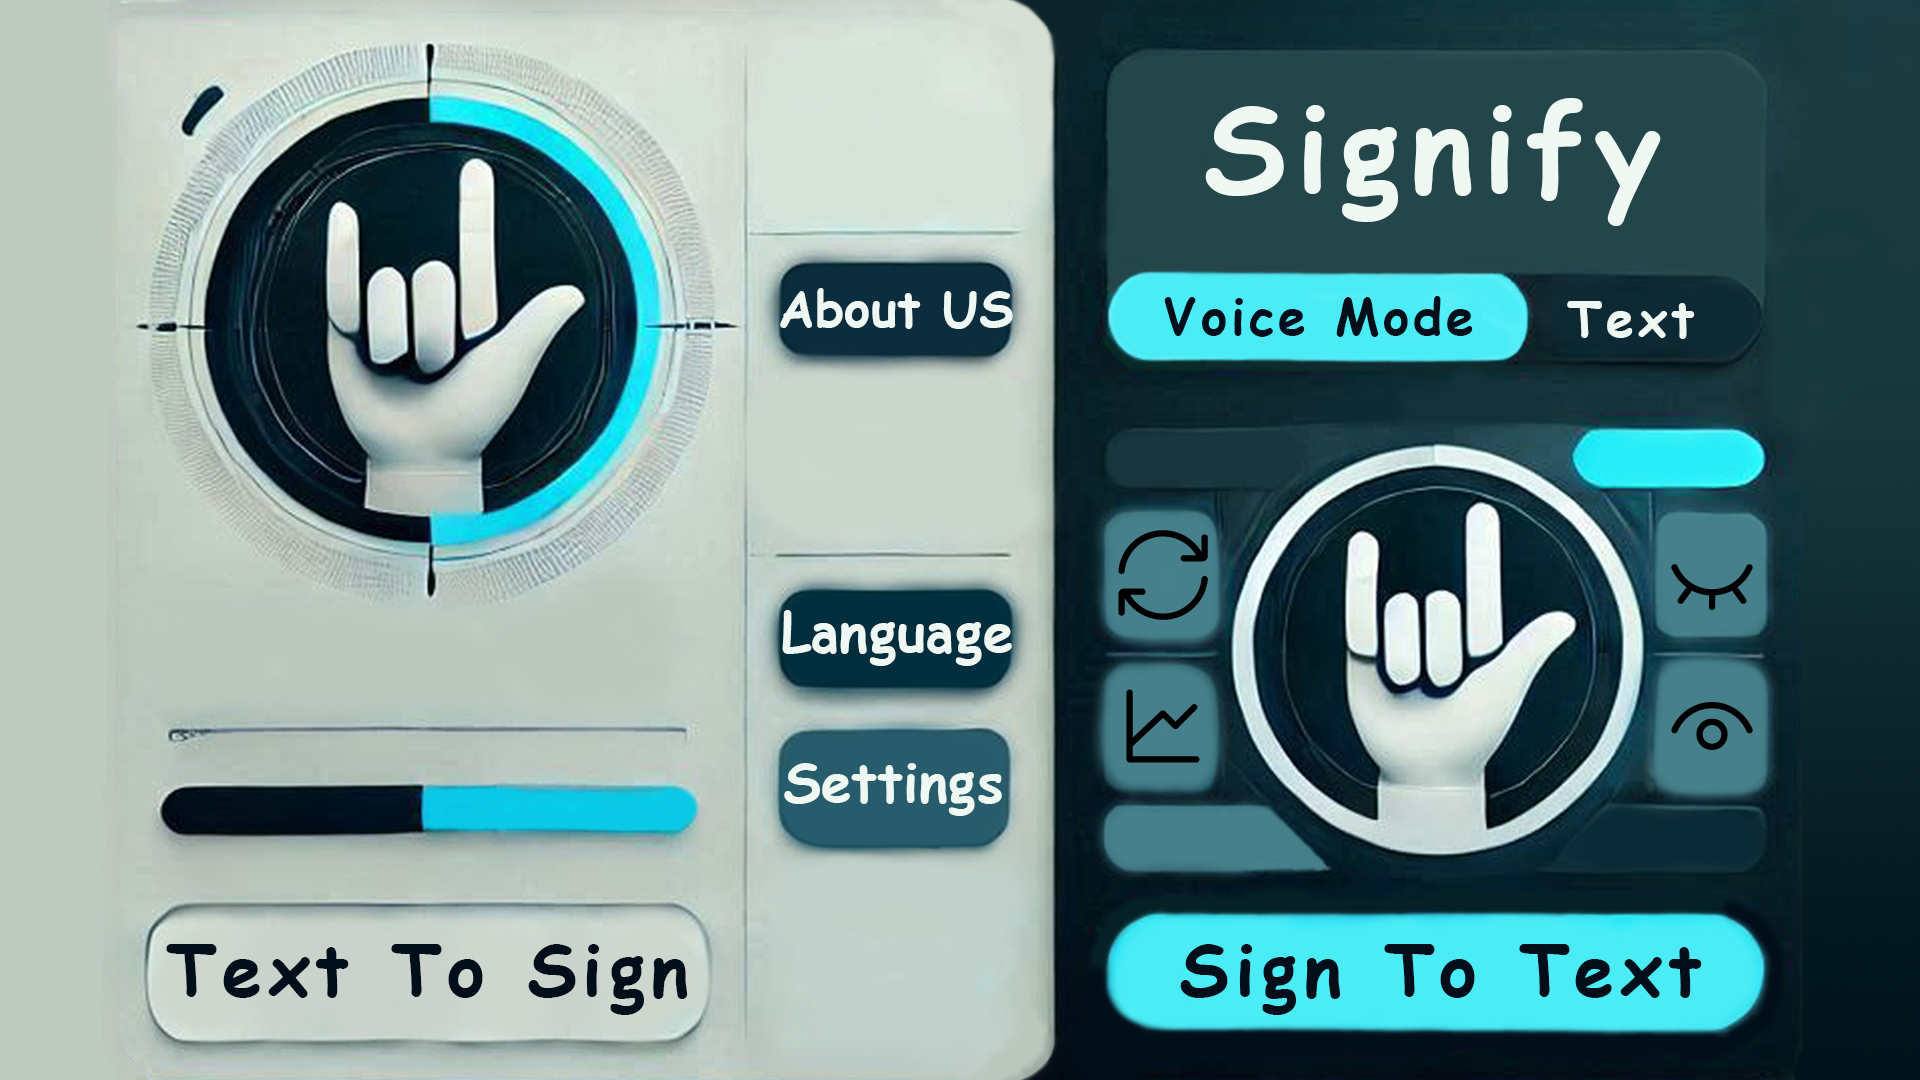 About US
Language
Settings
Text To Sign
Signify
Voice Mode
Text
Sign To Text